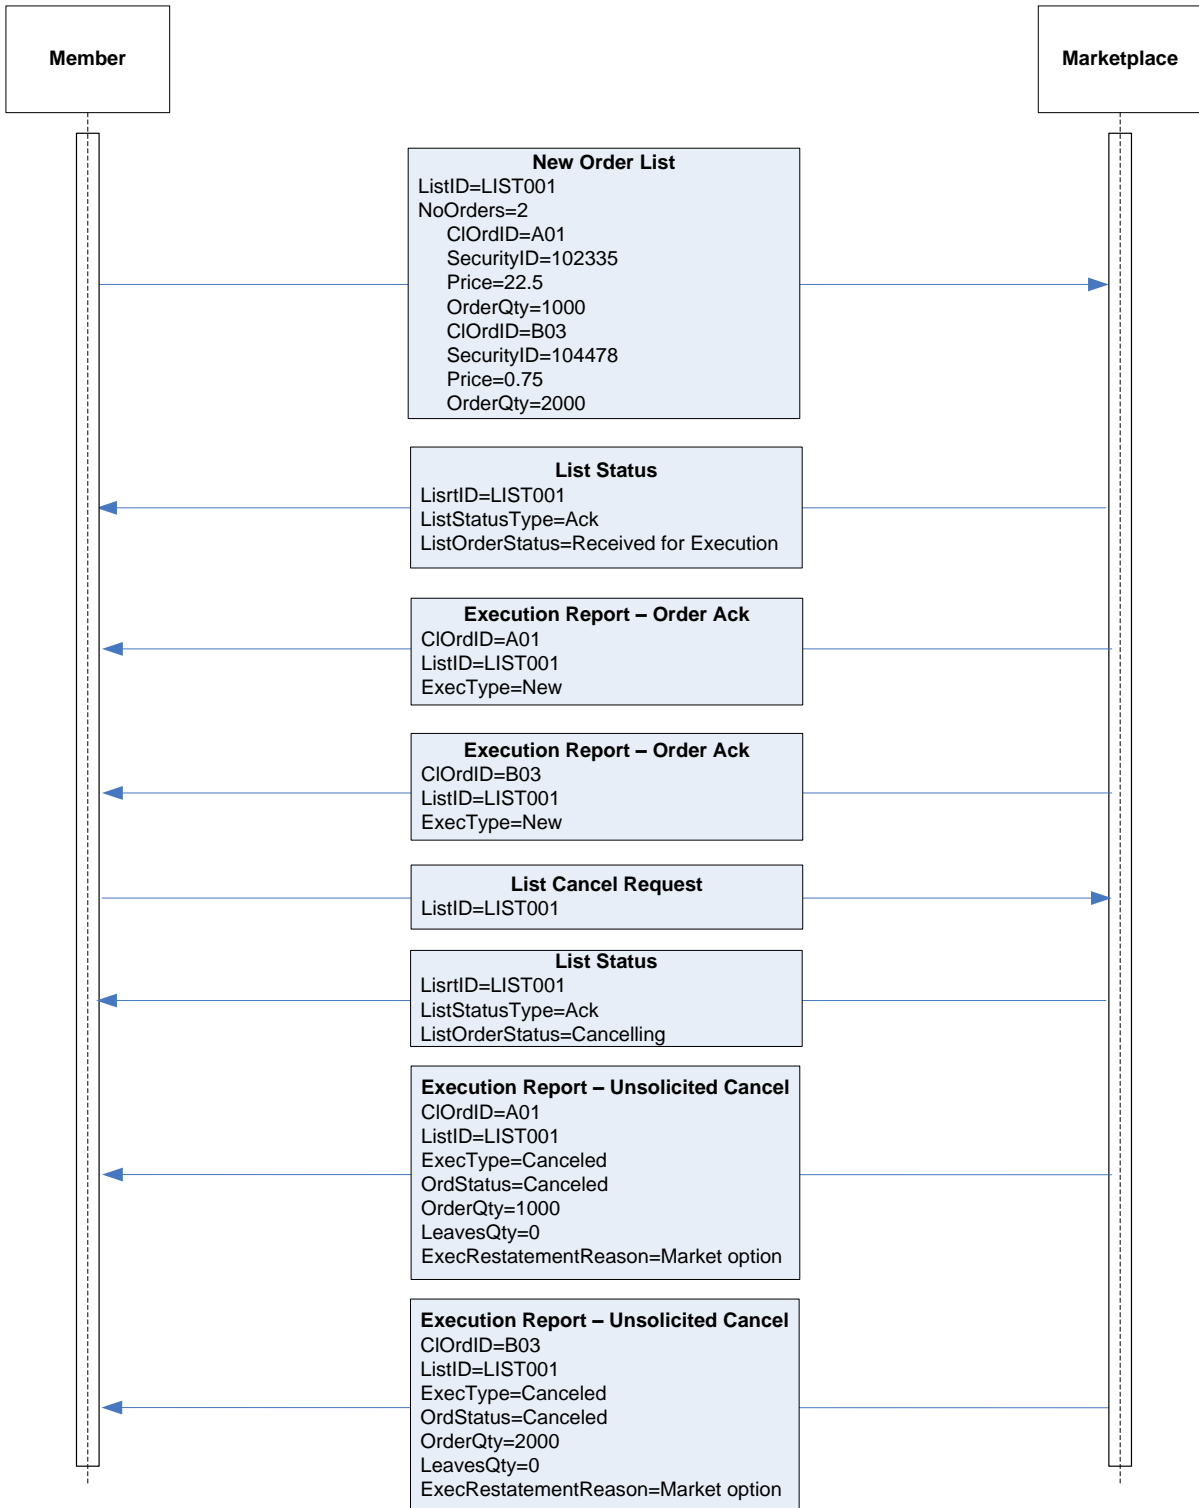 Member
Marketplace
New Order List
ListID=LIST001
NoOrders=2
ClOrdID=A01
SecurityID=102335
Price=22.5
OrderQty=1000
ClOrdID=B03
SecurityID=104478
Price=0.75
OrderQty=2000
List Status
LisrtID=LIST001
ListStatusType=Ack
ListOrderStatus=Received for Execution
Execution Report – Order Ack
ClOrdID=A01
ListID=LIST001
ExecType=New
Execution Report – Order Ack
ClOrdID=B03
ListID=LIST001
ExecType=New
List Cancel Request
ListID=LIST001
List Status
LisrtID=LIST001
ListStatusType=Ack
ListOrderStatus=Cancelling
Execution Report – Unsolicited Cancel
ClOrdID=A01
ListID=LIST001
ExecType=Canceled
OrdStatus=Canceled
OrderQty=1000
LeavesQty=0
ExecRestatementReason=Market option
Execution Report – Unsolicited Cancel
ClOrdID=B03
ListID=LIST001
ExecType=Canceled
OrdStatus=Canceled
OrderQty=2000
LeavesQty=0
ExecRestatementReason=Market option